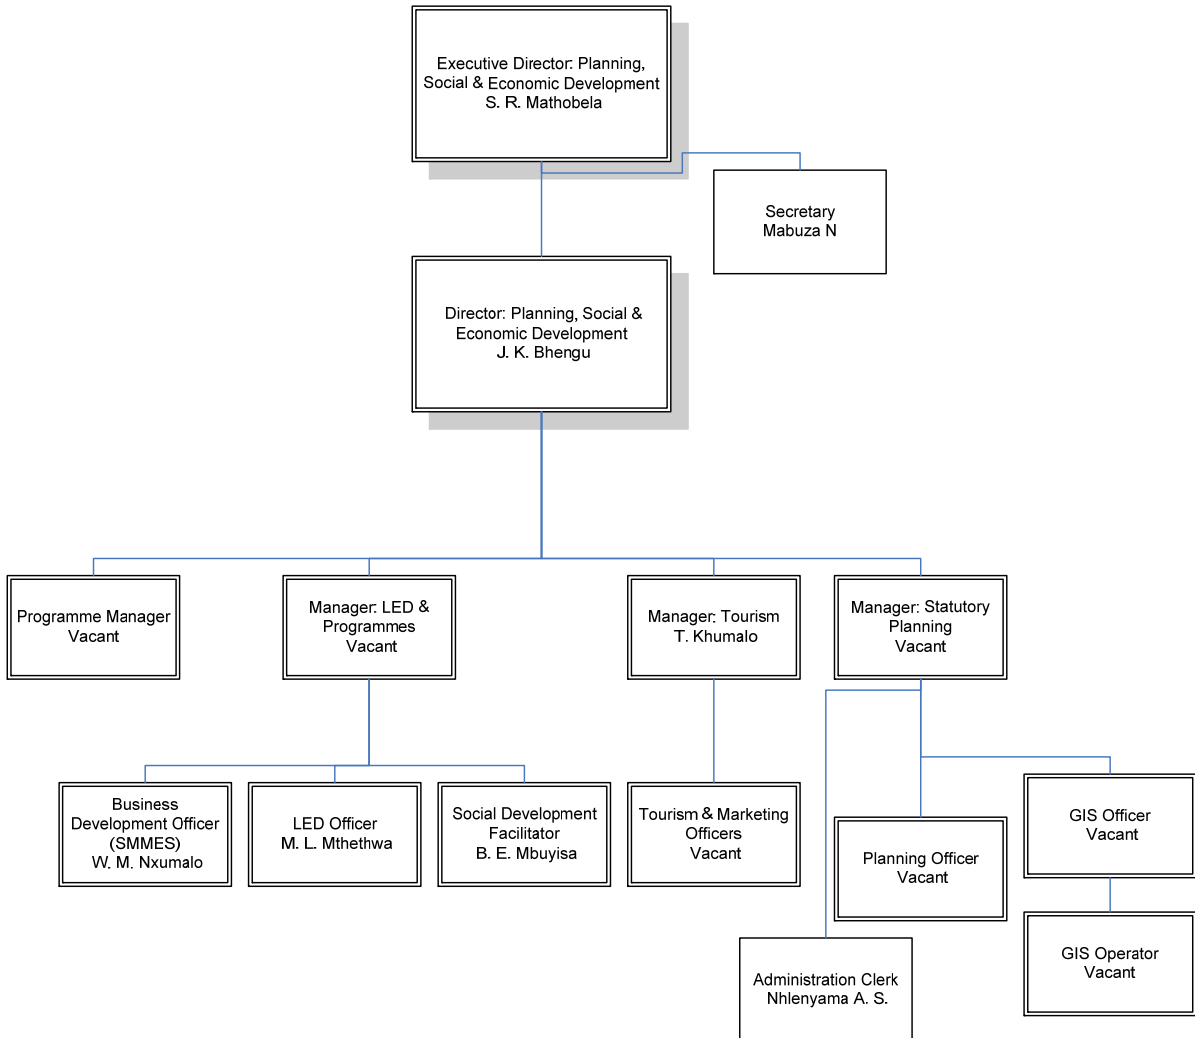 Executive Director: Planning,
Social & Economic Development
S. R. Mathobela
Secretary
Mabuza N
Director: Planning, Social &
Economic Development
J. K. Bhengu
Programme Manager
Vacant
Manager: LED &
Programmes
Vacant
Manager: Tourism
T. Khumalo
Manager: Statutory
Planning
Vacant
Business
Development Officer
(SMMES)
W. M. Nxumalo
LED Officer
M. L. Mthethwa
Social Development
Facilitator
B. E. Mbuyisa
Tourism & Marketing
Officers
Vacant
Planning Officer
Vacant
GIS Officer
Vacant
Administration Clerk
Nhlenyama A. S.
GIS Operator
Vacant